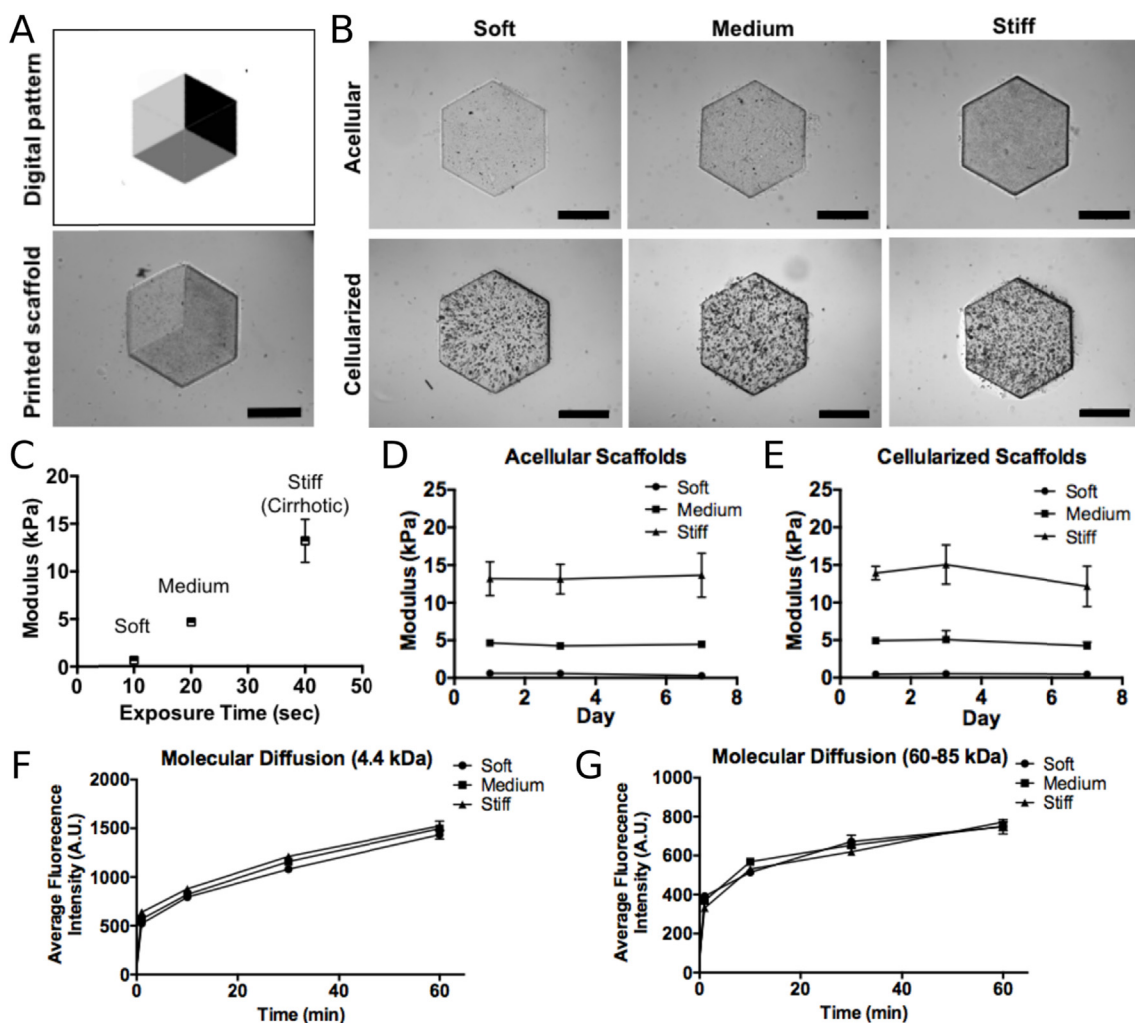 A
Digital pattern
Printed scaffold
B
Soft
Medium
Stiff
Acellular
Cellularized
C
Modulus (kPa)
20
15
10
5
0
Soft
Medium
Stiff
(Cirrhotic)
0 10 20 30 40 50
Exposure Time (sec)
D
Acellular Scaffolds
Modulus (kPa)
25
20
15
10
5
0
Soft
Medium
Stiff
0 2 4 6 8
Day
E
Cellularized Scaffolds
Modulus (kPa)
25
20
15
10
5
0
Soft
Medium
Stiff
0 2 4 6 8
Day
F
Molecular Diffusion (4.4 kDa)
Average Fluorecence
Intensity (A.U.)
2000
1500
1000
500
0
Soft
Medium
Stiff
0 20 40 60
Time (min)
G
Molecular Diffusion (60-85 kDa)
Average Fluorecence
Intensity (A.U.)
1000
800
600
400
200
0
Soft
Medium
Stiff
0 20 40 60
Time (min)